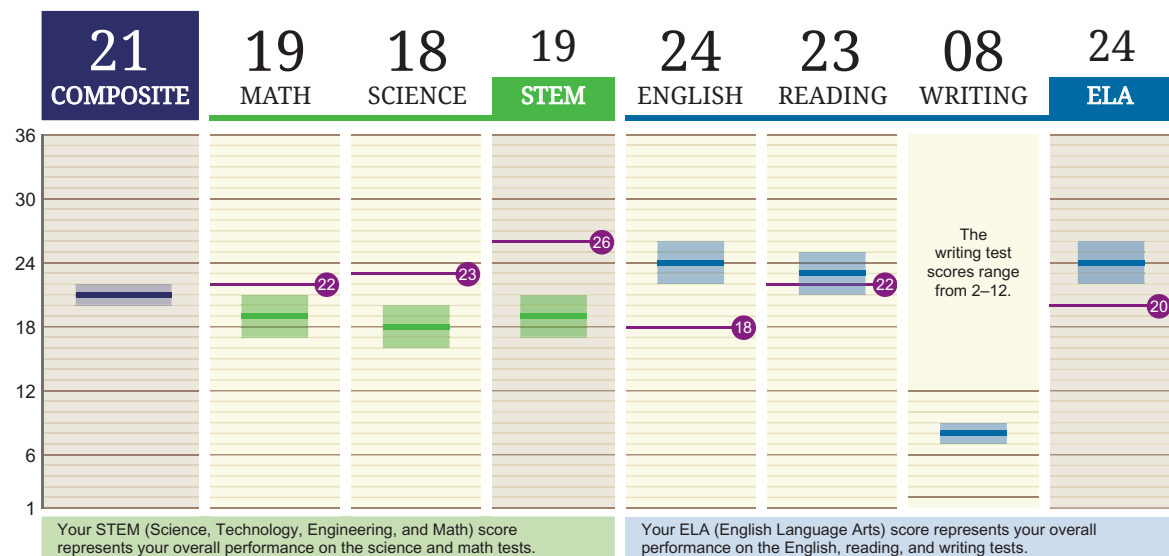 21 19 18 19 24 23 08 24
COMPOSITE MATH SCIENCE STEM ENGLISH READING WRITING ELA
36
30
24
18
12
6
1
22
23
26
18
22
The
writing test
scores range
from 2–12.
20
Your STEM (Science, Technology, Engineering, and Math) score
represents your overall performance on the science and math tests.
Your ELA (English Language Arts) score represents your overall
performance on the English, reading, and writing tests.